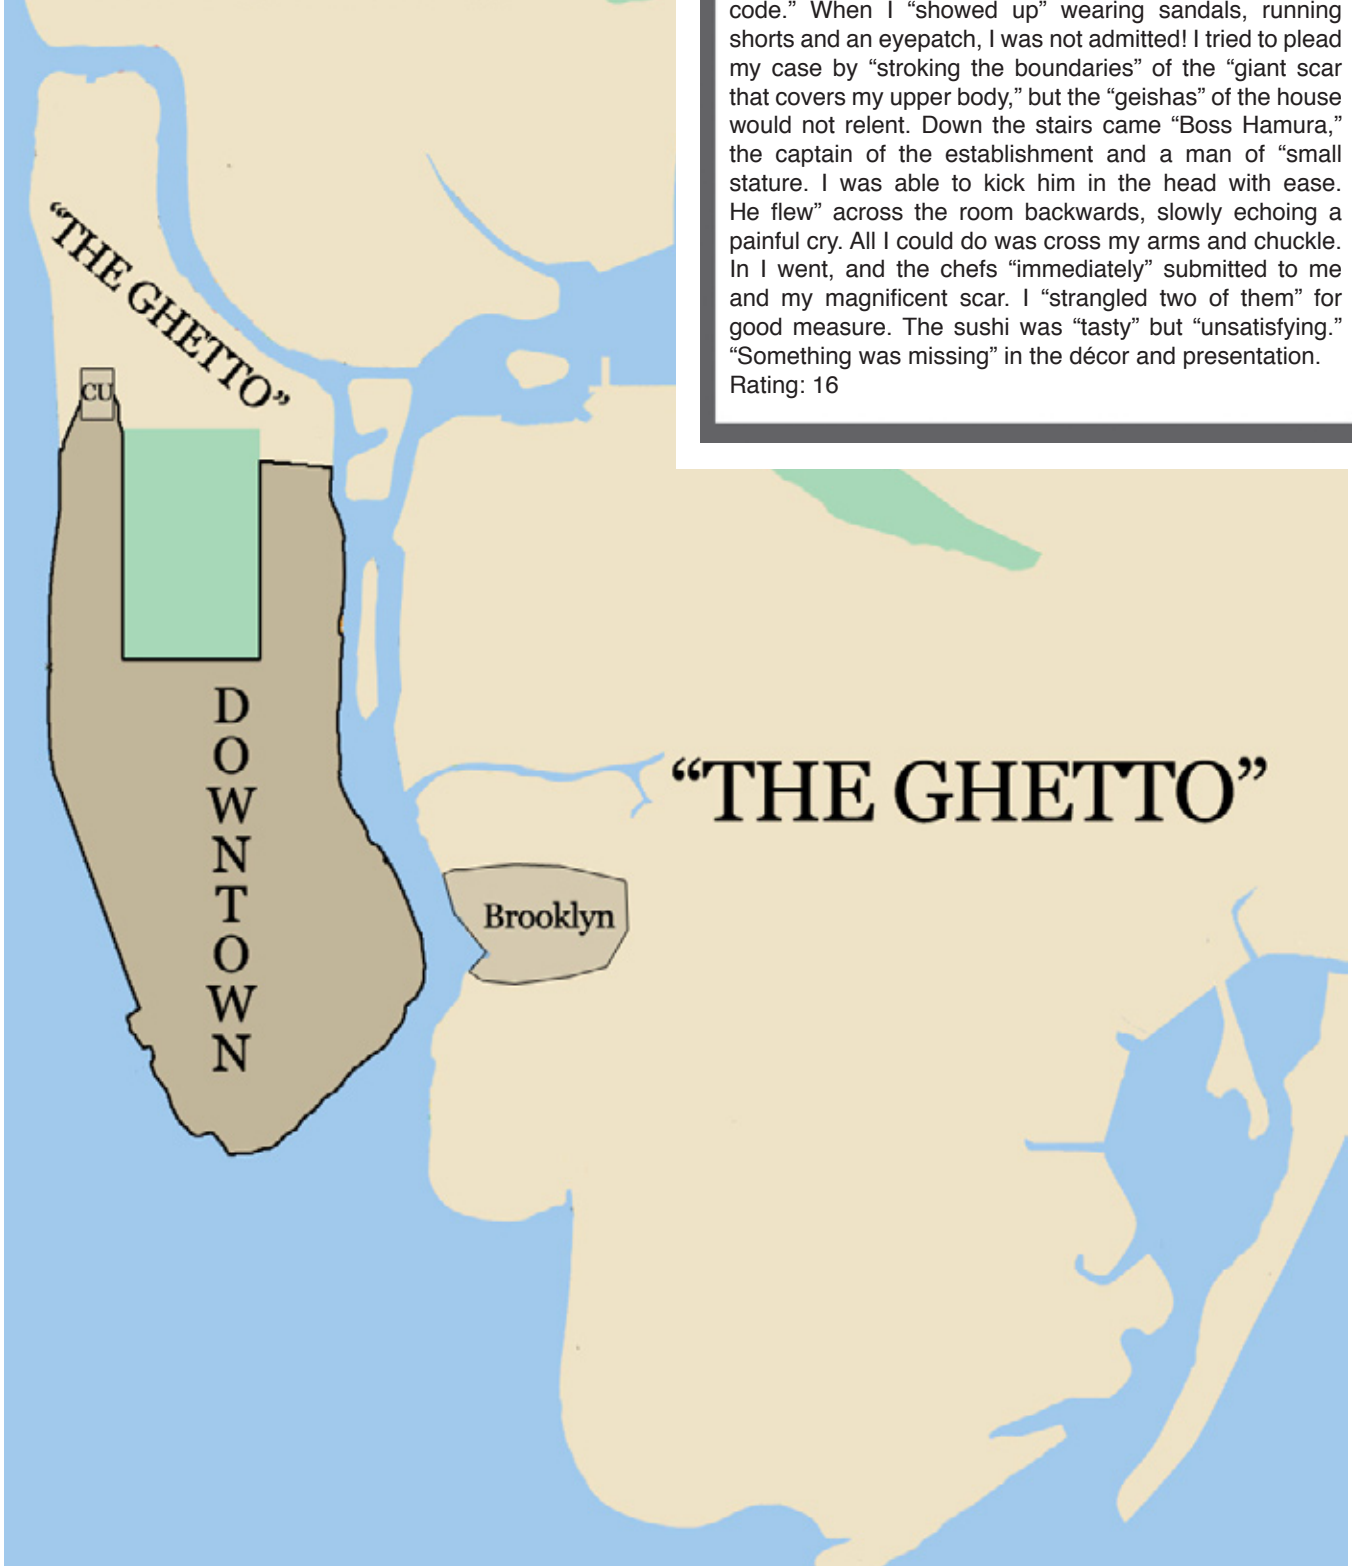 code.” When I “showed up” wearing sandals, running
shorts and an eyepatch, I was not admitted! I tried to plead
my case by “stroking the boundaries” of the “giant scar
that covers my upper body,” but the “geishas” of the house
would not relent. Down the stairs came “Boss Hamura,”
the captain of the establishment and a man of “small
stature. I was able to kick him in the head with ease.
He flew” across the room backwards, slowly echoing a
painful cry. All I could do was cross my arms and chuckle.
In I went, and the chefs “immediately” submitted to me
and my magnificent scar. I “strangled two of them” for
good measure. The sushi was “tasty” but “unsatisfying.”
“Something was missing” in the décor and presentation.
Rating: 16
“THE GHETTO”
CU
DOWNTOWN
“THE GHETTO”
Brooklyn